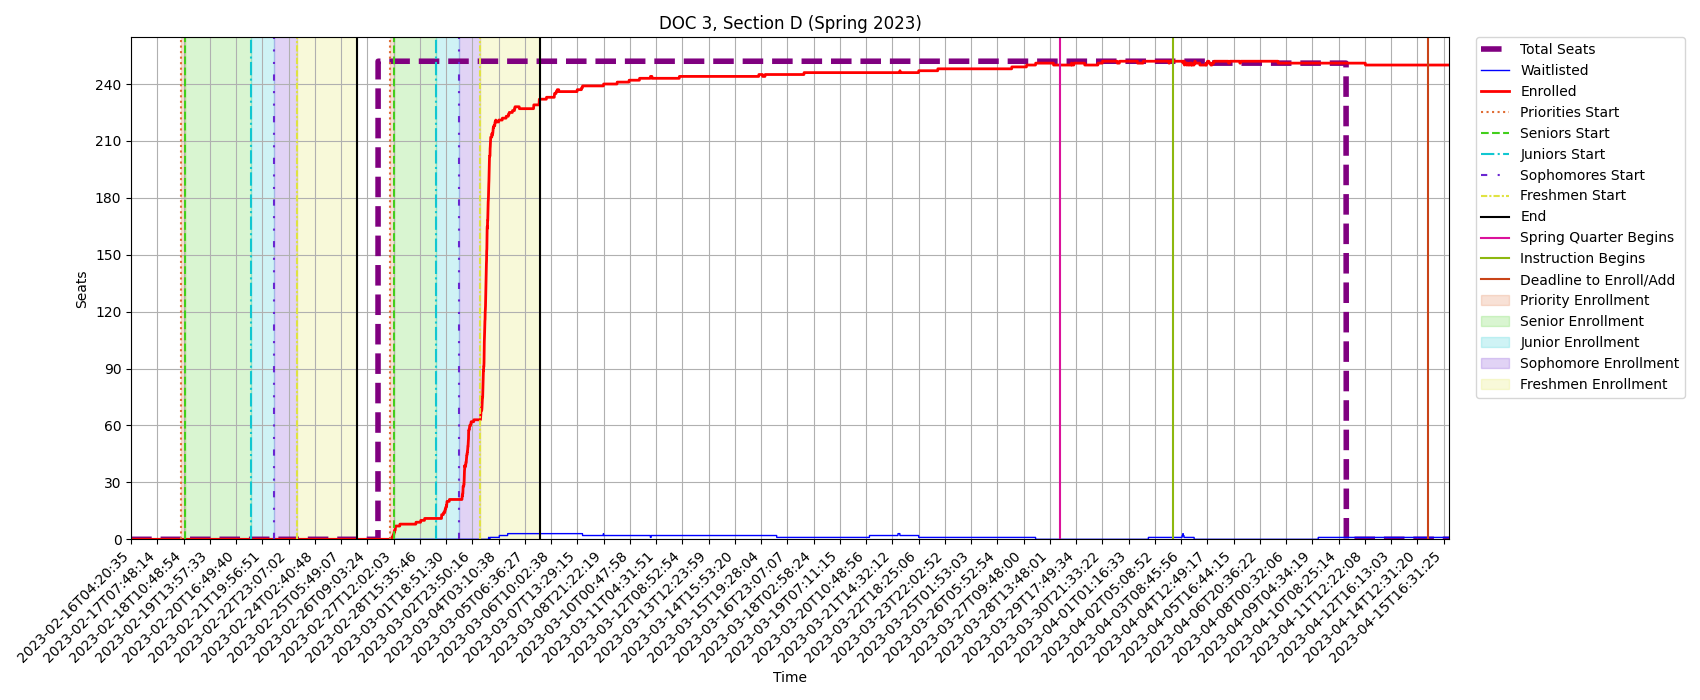 DOC 3, Section D (Spring 2023)
Seats
240
210
180
150
120
90
60
30
0
2023-02-16T04:20:35
2023-02-17T07:48:14
2023-02-18T10:48:54
2023-02-19T13:57:33
2023-02-20T16:49:40
2023-02-21T19:56:51
2023-02-22T23:07:02
2023-02-24T02:40:48
2023-02-25T05:49:07
2023-02-26T09:03:24
2023-02-27T12:02:03
2023-02-28T15:35:46
2023-03-01T18:51:30
2023-03-02T23:50:16
2023-03-04T03:10:38
2023-03-05T06:36:27
2023-03-06T10:02:38
2023-03-07T13:29:15
2023-03-08T21:22:19
2023-03-10T00:47:58
2023-03-11T04:31:51
2023-03-12T08:52:54
2023-03-13T12:23:59
2023-03-14T15:53:20
2023-03-15T19:28:04
2023-03-16T23:07:07
2023-03-18T02:58:24
2023-03-19T07:11:15
2023-03-20T10:48:56
2023-03-21T14:32:12
2023-03-22T18:25:06
2023-03-23T22:02:52
2023-03-25T01:53:03
2023-03-26T05:52:54
2023-03-27T09:48:00
2023-03-28T13:48:01
2023-03-29T17:49:34
2023-03-30T21:33:22
2023-04-01T01:16:33
2023-04-02T05:08:52
2023-04-03T08:45:56
2023-04-04T12:49:17
2023-04-05T16:44:15
2023-04-06T20:36:22
2023-04-08T00:32:06
2023-04-09T04:34:19
2023-04-10T08:25:14
2023-04-11T12:22:08
2023-04-12T16:13:03
2023-04-14T12:31:20
2023-04-15T16:31:25
Time
Total Seats
Waitlisted
Enrolled
Priorities Start
Seniors Start
Juniors Start
Sophomores Start
Freshmen Start
End
Spring Quarter Begins
Instruction Begins
Deadline to Enroll/Add
Priority Enrollment
Senior Enrollment
Junior Enrollment
Sophomore Enrollment
Freshmen Enrollment